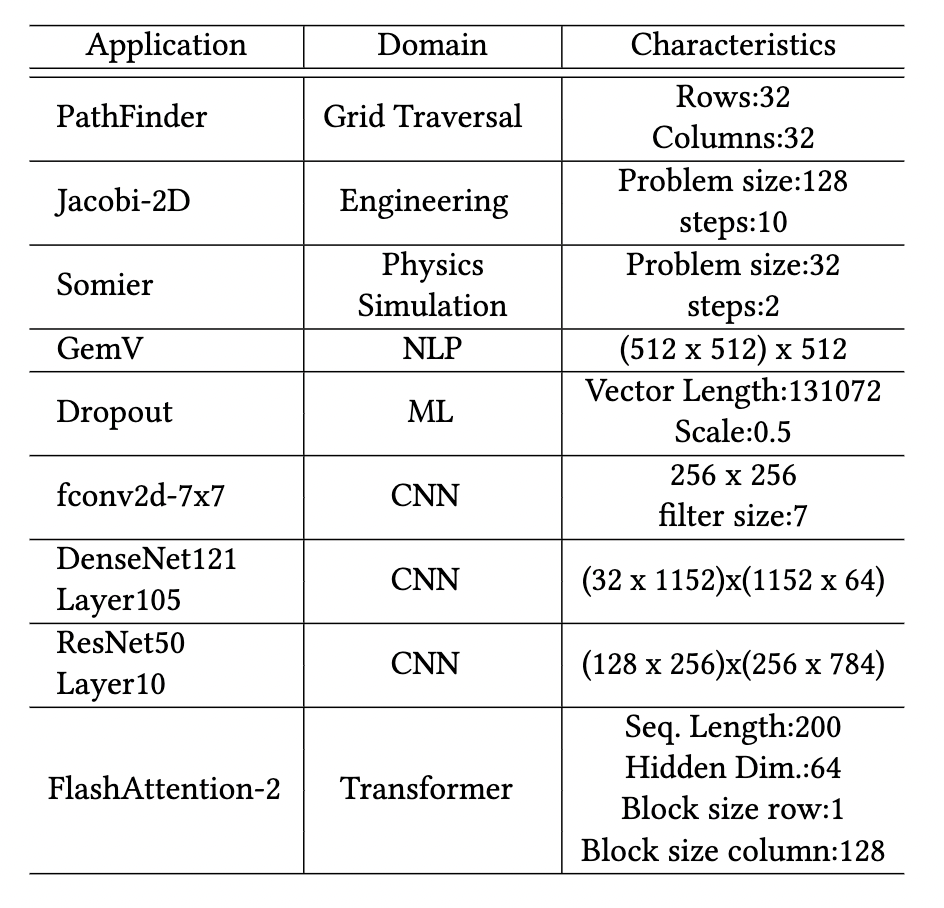 Application Domain Characteristics
PathFinder Grid Traversal Rows:32
Columns:32
Jacobi-2D Engineering Problem size:128
steps:10
Somier Physics Simulation Problem size:32
steps:2
GemV NLP (512 x 512) x 512
Dropout ML Vector Length:131072
Scale:0.5
fconv2d-7x7 CNN 256 x 256
filter size:7
DenseNet121
Layer105 CNN (32 x 1152)x(1152 x 64)
ResNet50
Layer10 CNN (128 x 256)x(256 x 784)
FlashAttention-2 Transformer Seq. Length:200
Hidden Dim.:64
Block size row:1
Block size column:128